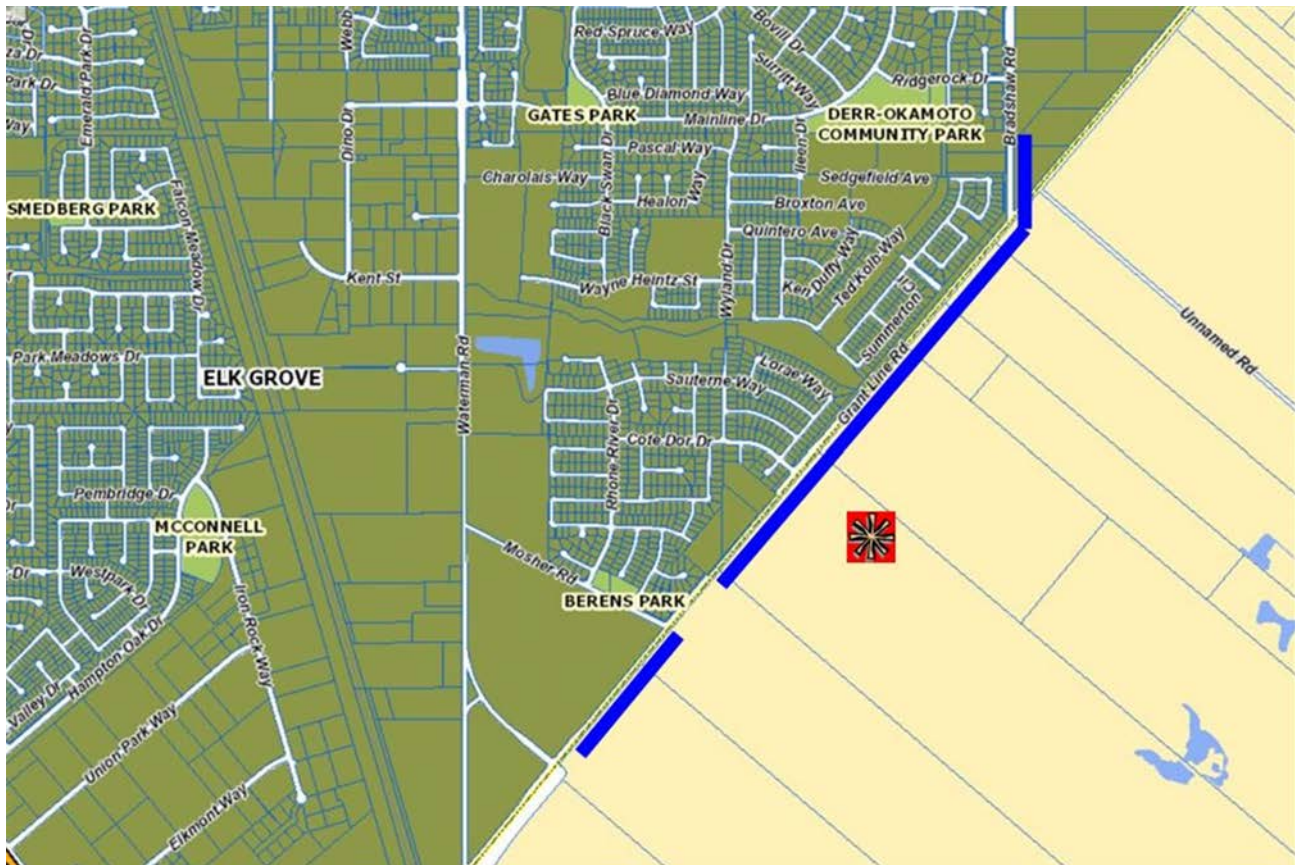 Webb
Red Spruce Way
Bovill Dr
Surritt Way
Bradshaw Rd
Emerald Park Dr
Park Dr
Way
Dino Dr
Blue Diamond Way
Ridgerock Dr
GATES PARK
Mainline Dr
DERR-OKAMOTO
COMMUNITY PARK
Black Swan Dr
Pascal Way
Ileen Dr
Charolais Way
Sedgefield Ave
Healon Way
Broxton Ave
SMEDBERG PARK
Falcon Meadow Dr
Quintero Ave
Ken Duffy Way
Ted Kolb Way
Kent St
Wayne Heintz St
Wyland Dr
Summerton Cir
Unnamed Rd
Park Meadows Dr
ELK GROVE
Waterman Rd
Lorae Way
Sauterne Way
Grant Line Rd
Rhone River Dr
Cote Dor Dr
Pembridge Dr
MCCONNELL
PARK
Mosher Rd
Westpark Dr
BERENS PARK
Iron Rock Way
Hampton Oak Dr
Valley Dr
Union Park Way
Elkmont Way